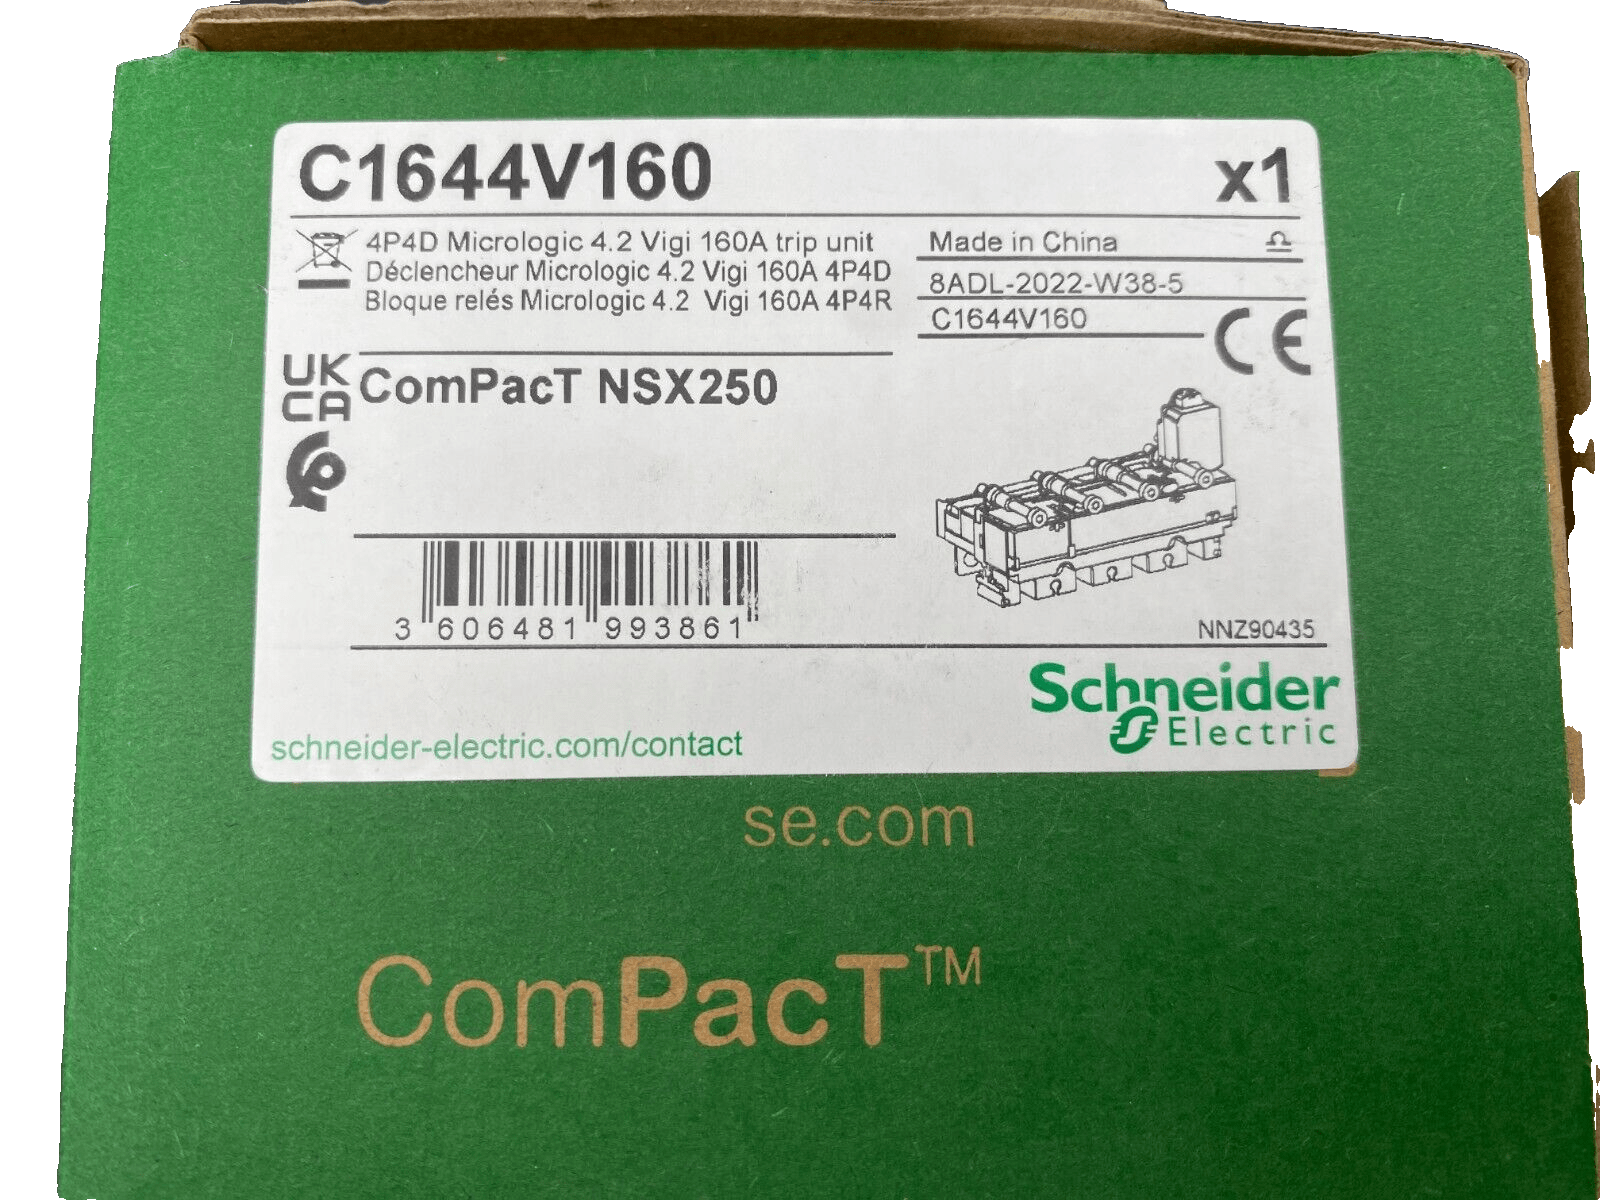 C1644V160
x1
4P4D Micrologic 4.2 Vigi 160A trip unit
Déclencheur Micrologic 4.2 Vigi 160A 4P4D
Bloque relés Micrologic 4.2 Vigi 160A 4P4R
Made in China
8ADL-2022-W38-5
C1644V160
CE
UK
CA
ComPacT NSX250
3 606481 993861
NNZ90435
Schneider
Electric
schneider-electric.com/contact
se.com
ComPacT™